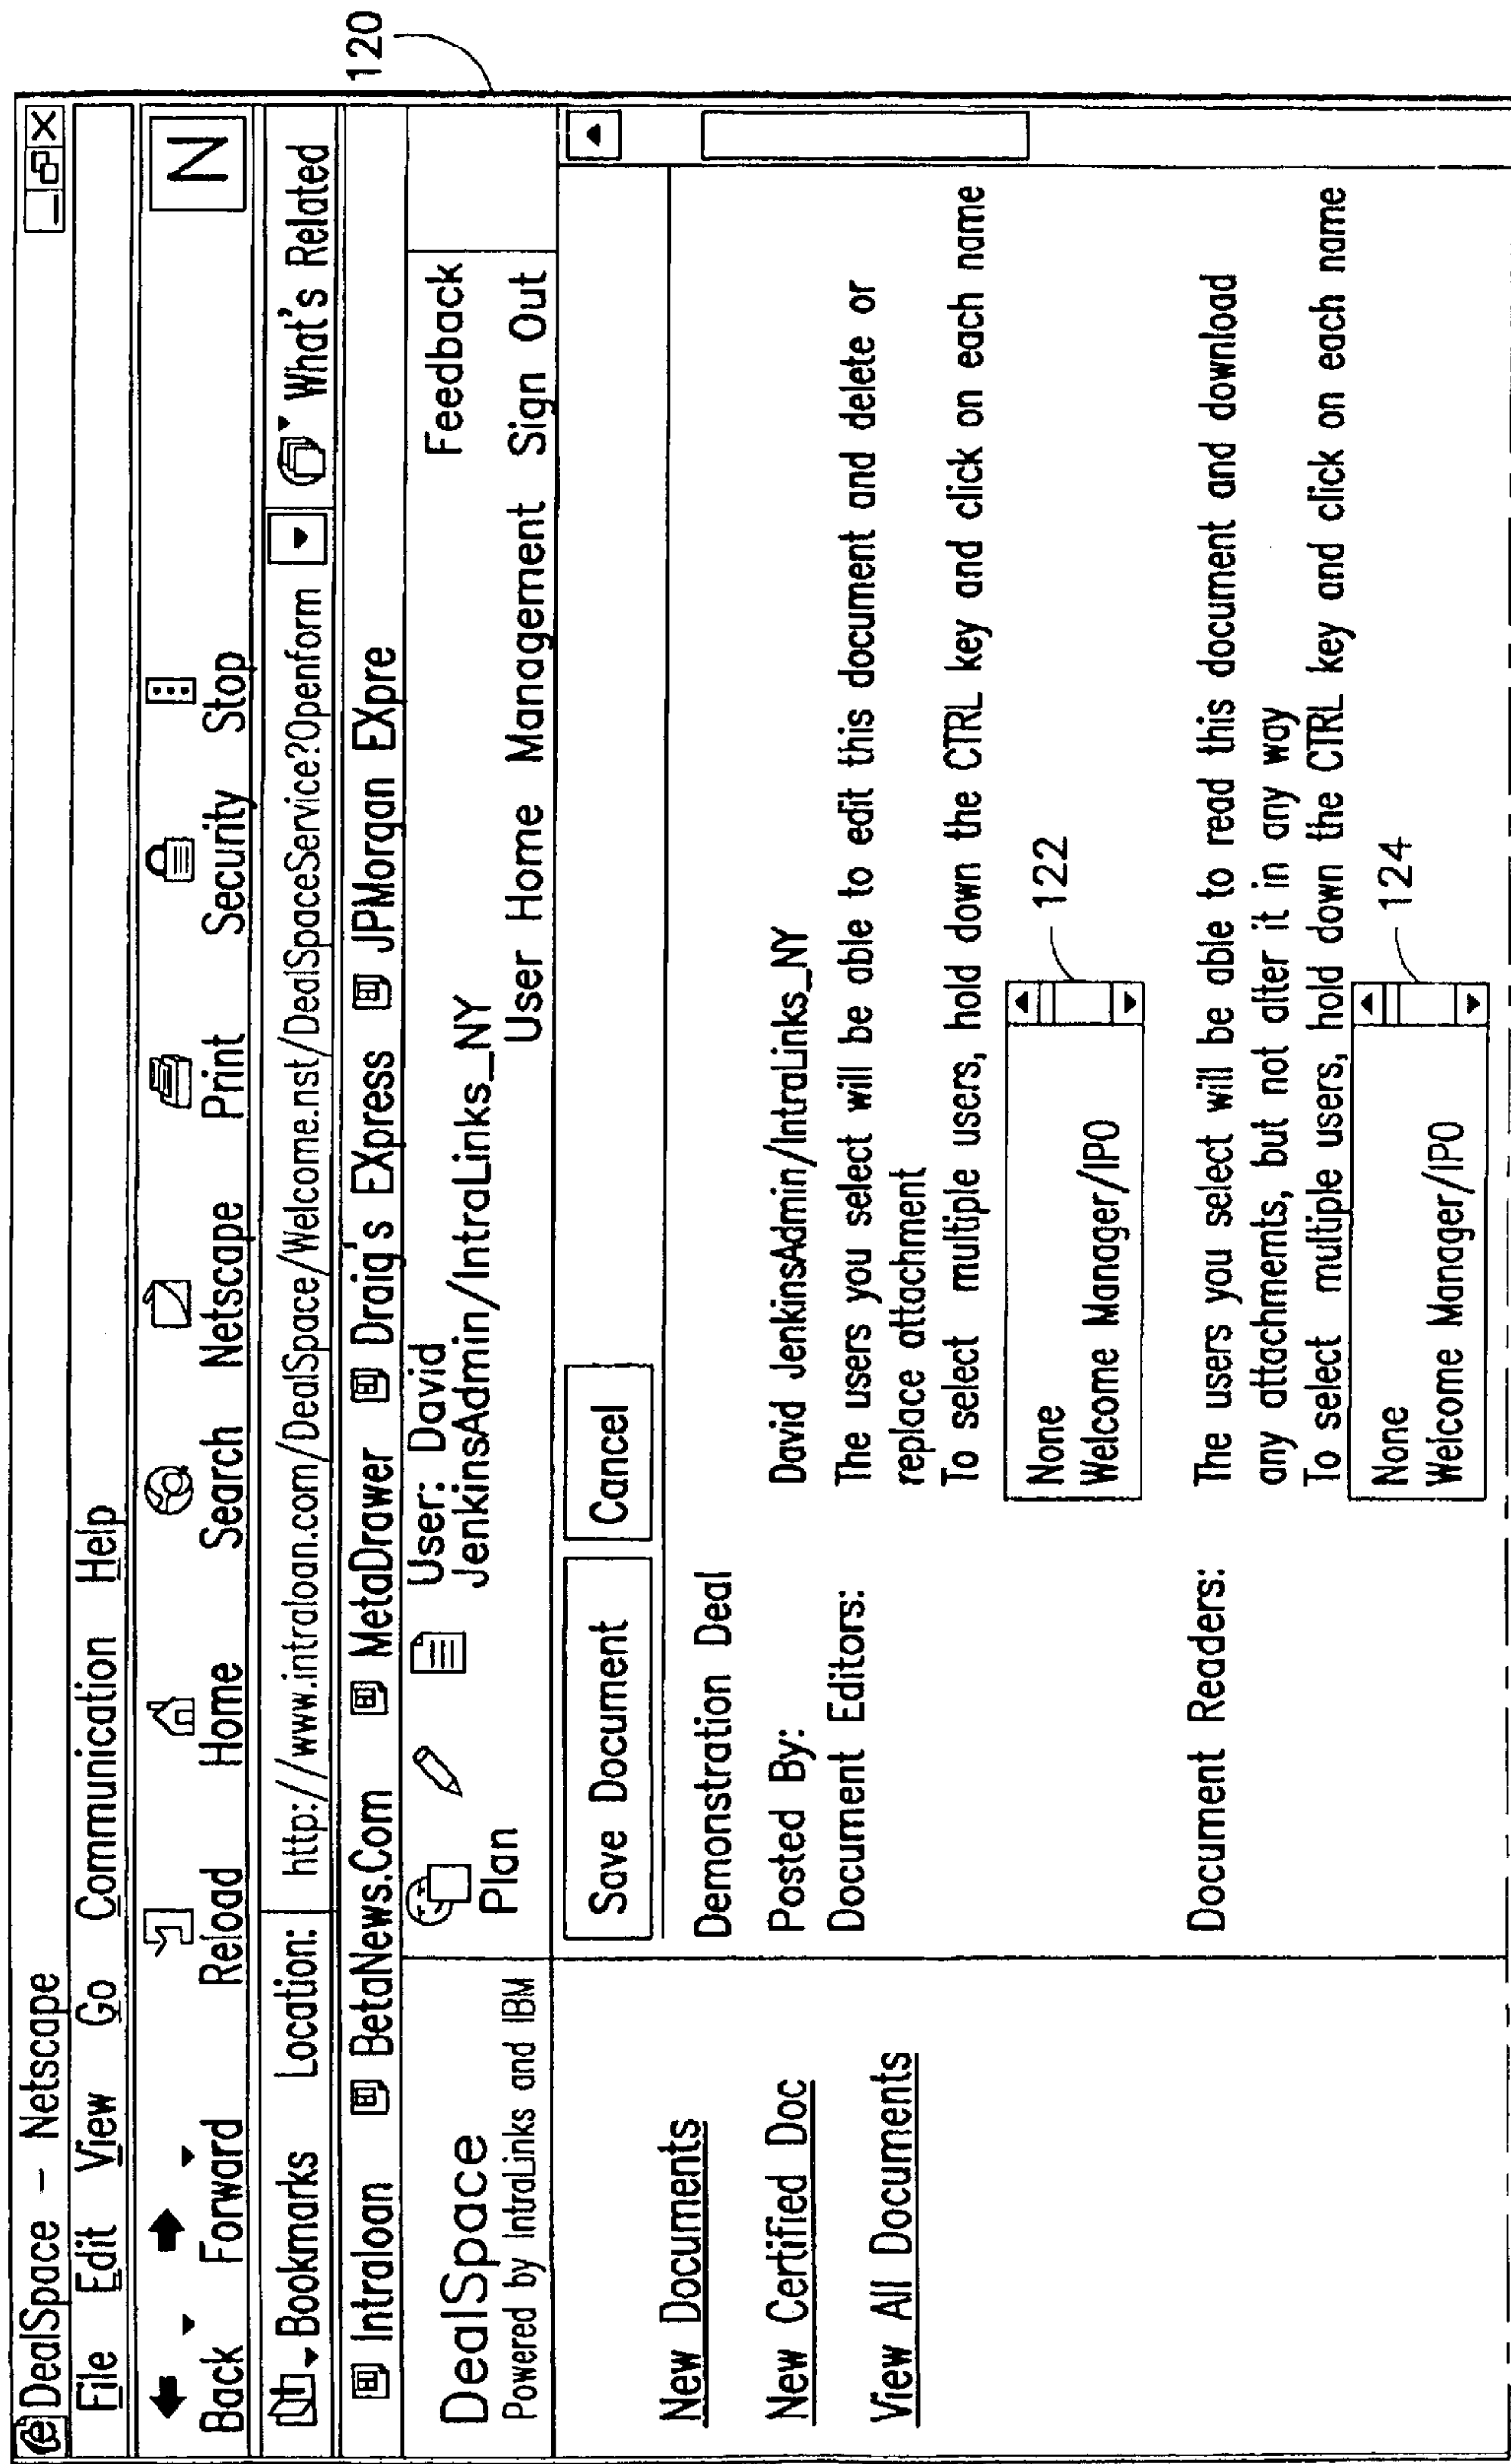 DealSpace – Netscape
File Edit View Go Communication Help
Back Forward Reload Home Search Netscape Print Security Stop
N
Bookmarks Location: http://www.intraloan.com/DealSpace/Welcome.nst/DealSpaceService?Openform What's Related
Intraloan BetaNews.Com MetaDrawer Draig's EXpress JPMorgan EXpre
120
DealSpace
Powered by IntraLinks and IBM
Plan
User: David
JenkinsAdmin/IntraLinks_NY
Feedback
User Home Management Sign Out
Save Document Cancel
New Documents
New Certified Doc
View All Documents
Demonstration Deal
Posted By: David JenkinsAdmin/IntraLinks_NY
Document Editors: The users you select will be able to edit this document and delete or
replace attachment
To select multiple users, hold down the CTRL key and click on each name
None
Welcome Manager/IPO
122
Document Readers: The users you select will be able to read this document and download
any attachmemts, but not alter it in any way
To select multiple users, hold down the CTRL key and click on each name
None
Welcome Manager/IPO
124